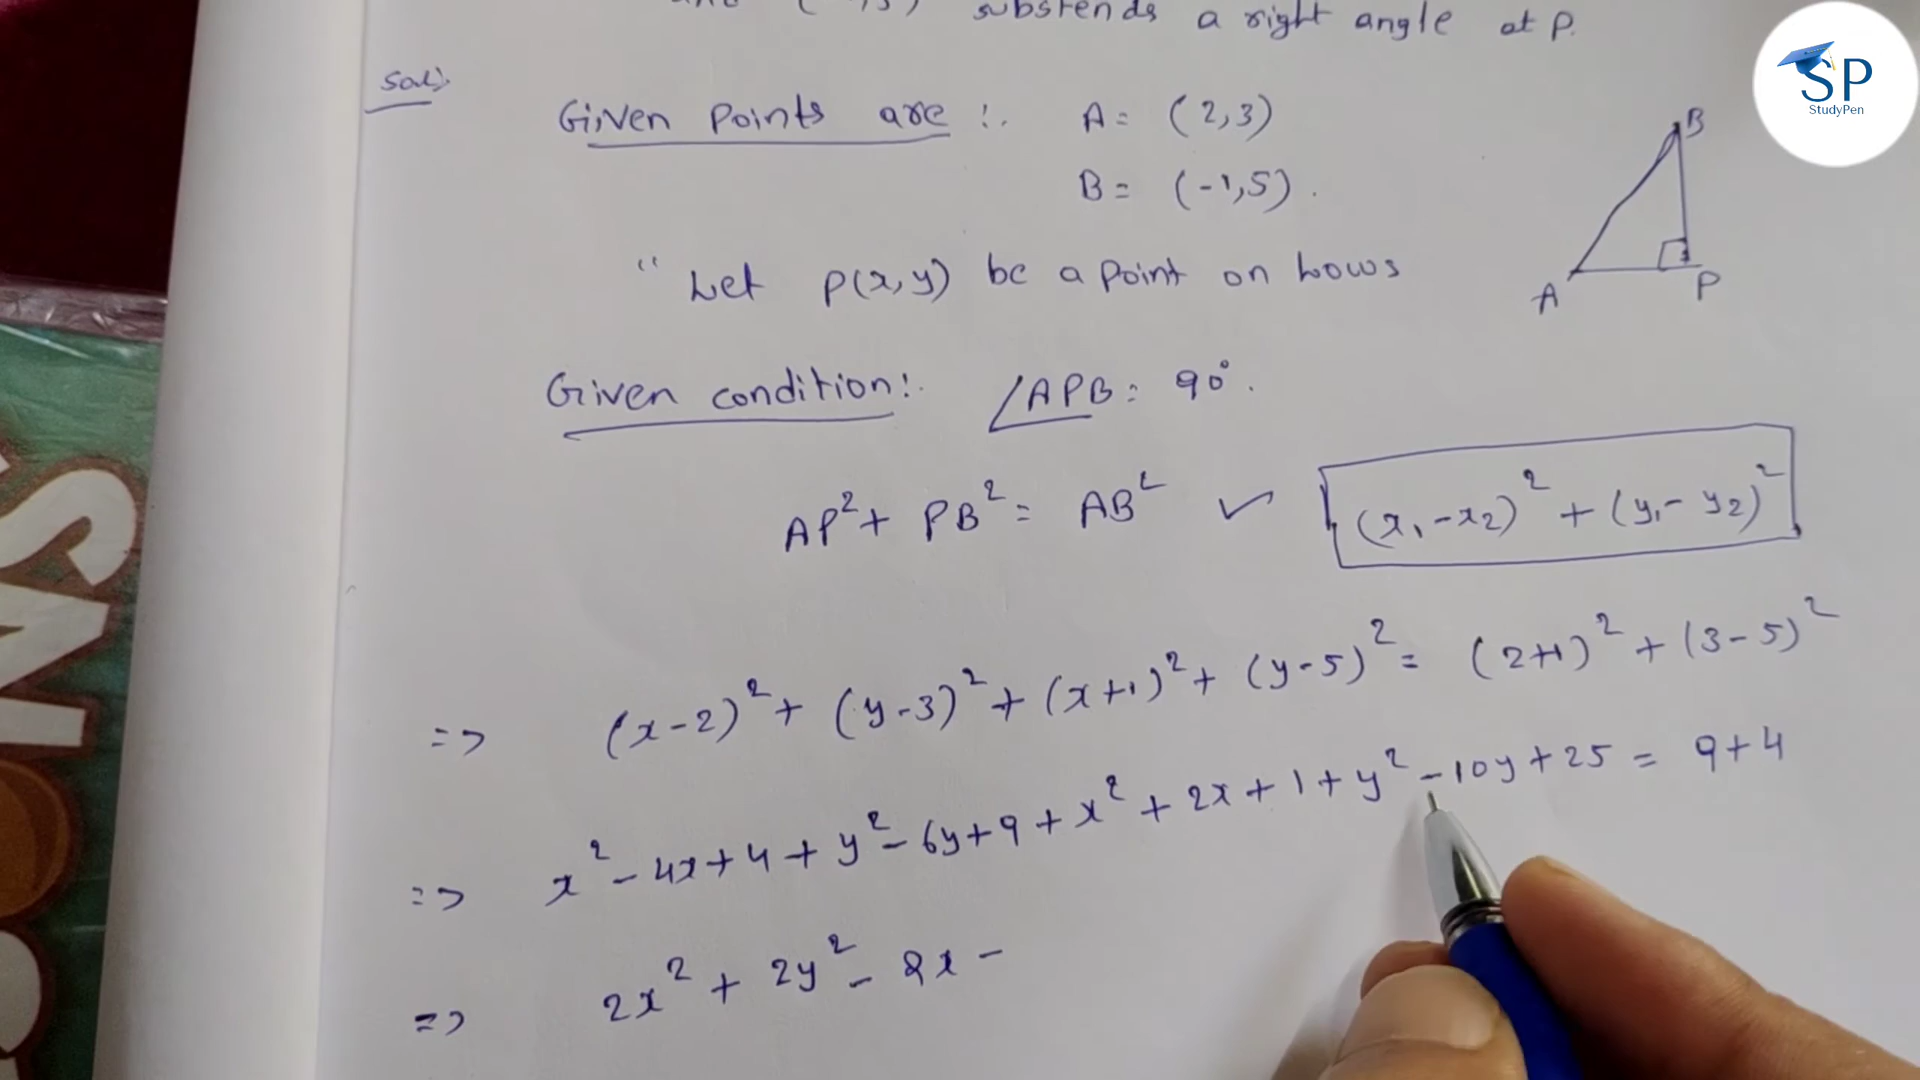 substends a right angle at P.
SP
StudyPen
Sol:
Given Points are :. A = (2,3)
B = (-1,5).
" Let P(x,y) be a Point on Lows
B
A
P
Given condition:. ∠APB = 90°.
AP² + PB² = AB² ✓ (x₁-x₂)² + (y₁-y₂)²
=> (x-2)² + (y-3)² + (x+1)² + (y-5)² = (2+1)² + (3-5)²
=> x² - 4x + 4 + y² - 6y + 9 + x² + 2x + 1 + y² - 10y + 25 = 9 + 4
=> 2x² + 2y² - 2x -